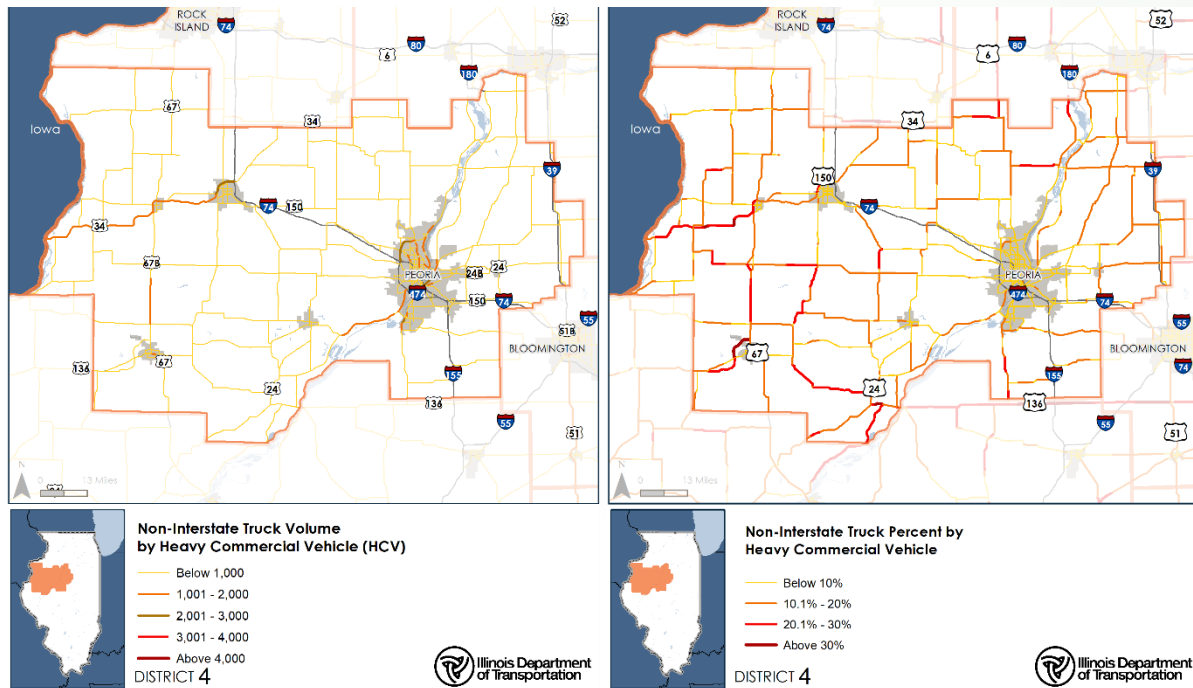 ROCK
ISLAND
74
52
6
80
180
67
Iowa
34
39
74
150
34
67B
PEORIA
24B
24
474
150
74
55
51B
BLOOMINGTON
136
67
24
155
136
55
51
N
0
13 Miles
Non-Interstate Truck Volume
by Heavy Commercial Vehicle (HCV)
Below 1,000
1,001 - 2,000
2,001 - 3,000
3,001 - 4,000
Above 4,000
DISTRICT 4
Illinois Department
of Transportation
ROCK
ISLAND
74
52
6
80
180
34
Iowa
150
39
74
PEORIA
474
74
55
BLOOMINGTON
74
67
24
155
136
55
51
N
0
13 Miles
Non-Interstate Truck Percent by
Heavy Commercial Vehicle
Below 10%
10.1% - 20%
20.1% - 30%
Above 30%
DISTRICT 4
Illinois Department
of Transportation